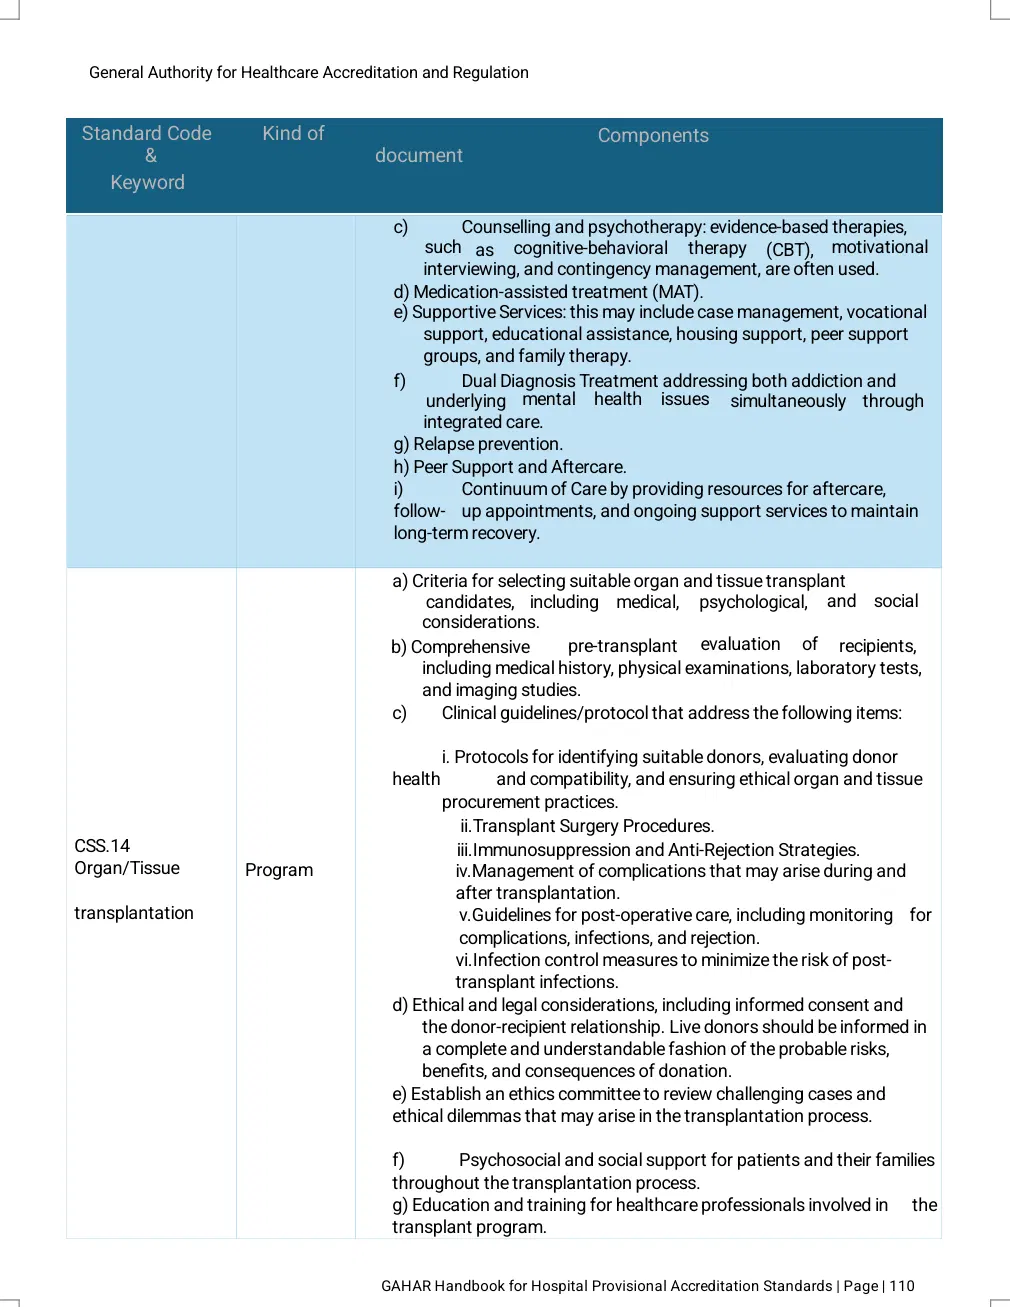 General Authority for Healthcare Accreditation and Regulation
Standard Code
&
Keyword
Kind of
document
Components
c) Counselling and psychotherapy: evidence-based therapies,
such as cognitive-behavioral therapy (CBT), motivational
interviewing, and contingency management, are often used.
d) Medication-assisted treatment (MAT).
e) Supportive Services: this may include case management, vocational
support, educational assistance, housing support, peer support
groups, and family therapy.
f) Dual Diagnosis Treatment addressing both addiction and
underlying mental health issues simultaneously through
integrated care.
g) Relapse prevention.
h) Peer Support and Aftercare.
i) Continuum of Care by providing resources for aftercare,
follow- up appointments, and ongoing support services to maintain
long-term recovery.
CSS.14
Organ/Tissue
transplantation
Program
a) Criteria for selecting suitable organ and tissue transplant
candidates, including medical, psychological, and social
considerations.
b) Comprehensive pre-transplant evaluation of recipients,
including medical history, physical examinations, laboratory tests,
and imaging studies.
c) Clinical guidelines/protocol that address the following items:
i. Protocols for identifying suitable donors, evaluating donor
health and compatibility, and ensuring ethical organ and tissue
procurement practices.
ii.Transplant Surgery Procedures.
iii.Immunosuppression and Anti-Rejection Strategies.
iv.Management of complications that may arise during and
after transplantation.
v.Guidelines for post-operative care, including monitoring for
complications, infections, and rejection.
vi.Infection control measures to minimize the risk of post-
transplant infections.
d) Ethical and legal considerations, including informed consent and
the donor-recipient relationship. Live donors should be informed in
a complete and understandable fashion of the probable risks,
benefits, and consequences of donation.
e) Establish an ethics committee to review challenging cases and
ethical dilemmas that may arise in the transplantation process.
f) Psychosocial and social support for patients and their families
throughout the transplantation process.
g) Education and training for healthcare professionals involved in the
transplant program.
GAHAR Handbook for Hospital Provisional Accreditation Standards | Page | 110